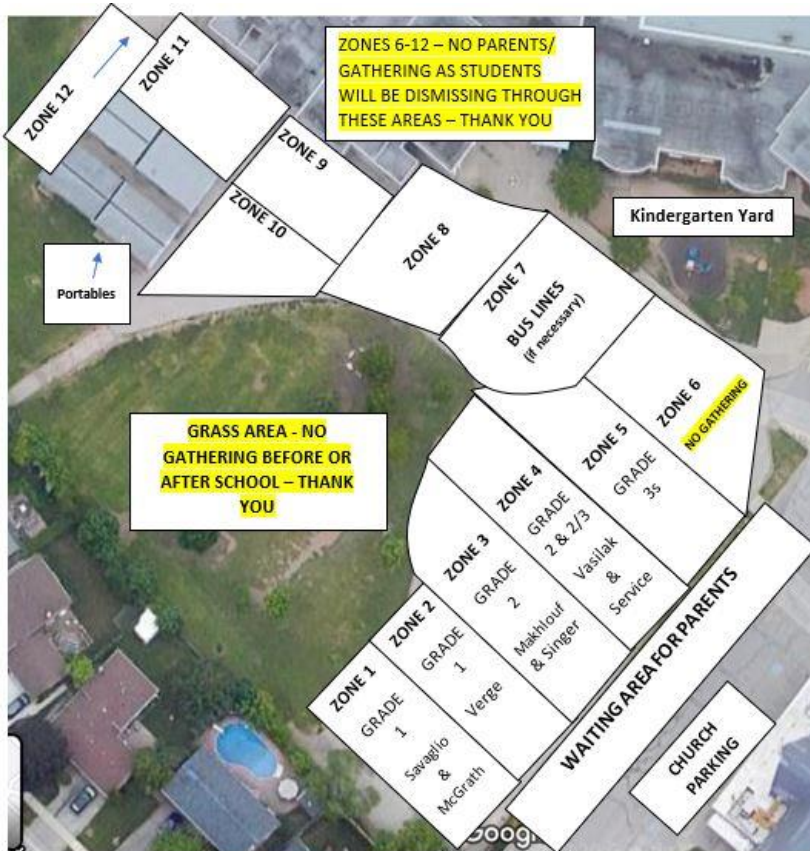 ZONE 11
ZONE 12
ZONES 6-12 – NO PARENTS/
GATHERING AS STUDENTS
WILL BE DISMISSING THROUGH
THESE AREAS – THANK YOU
ZONE 9
ZONE 10
Kindergarten Yard
ZONE 8
ZONE 7
BUS LINES
(if necessary)
Portables
ZONE 6
NO GATHERING
GRASS AREA - NO
GATHERING BEFORE OR
AFTER SCHOOL – THANK
YOU
ZONE 5
GRADE
3s
ZONE 4
GRADE
2 & 2/3
Vasilak
&
Service
ZONE 3
GRADE
2
Makhlouf
& Singer
ZONE 2
GRADE
1
Verge
ZONE 1
GRADE
1
Savaglio
&
McGrath
WAITING AREA FOR PARENTS
CHURCH
PARKING